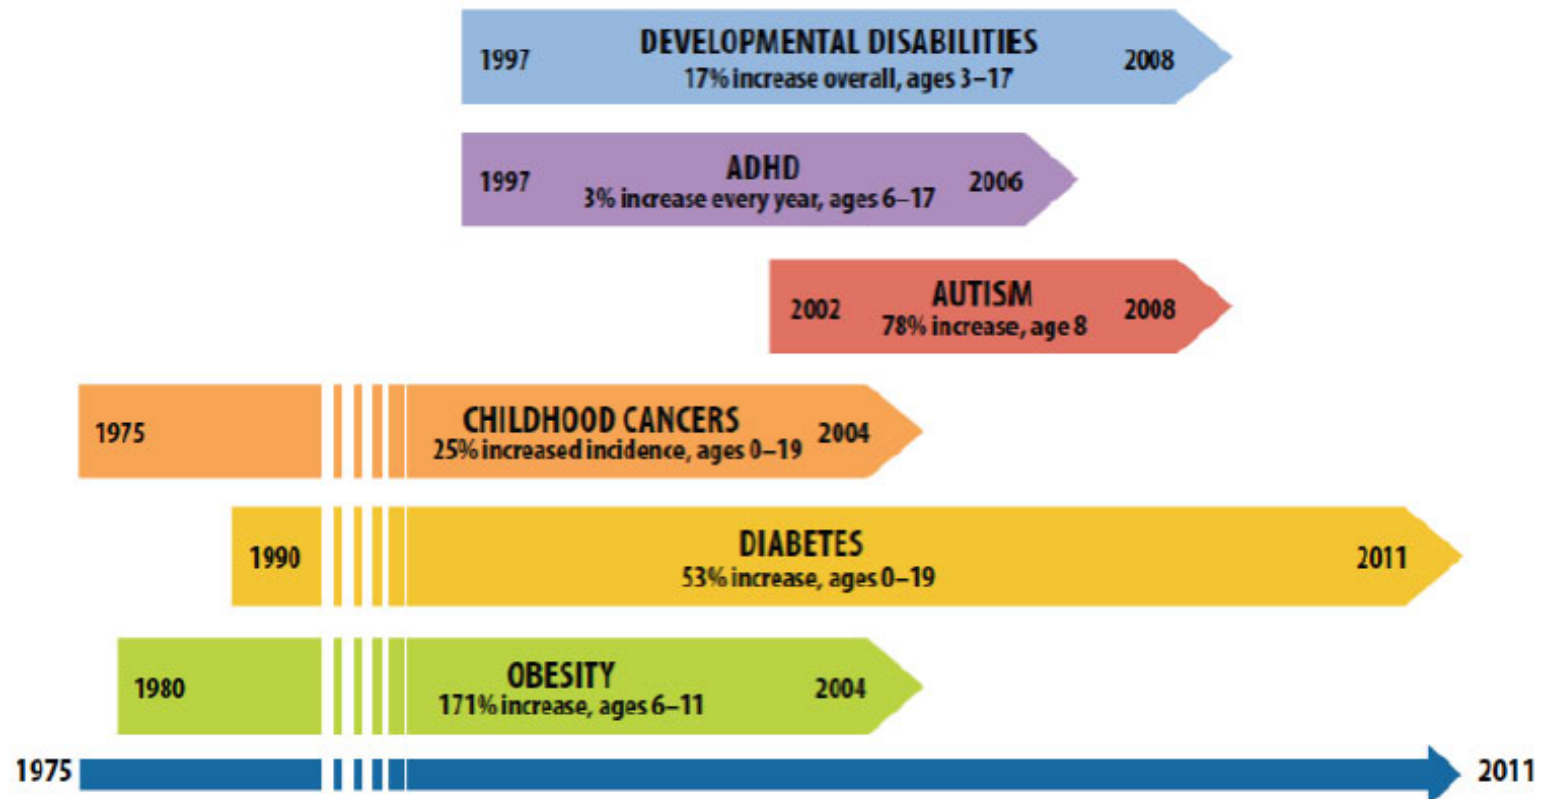 DEVELOPMENTAL DISABILITIES
1997 2008
17% increase overall, ages 3–17
ADHD
1997 2006
3% increase every year, ages 6–17
AUTISM
2002 2008
78% increase, age 8
CHILDHOOD CANCERS
1975 2004
25% increased incidence, ages 0–19
DIABETES
1990 2011
53% increase, ages 0–19
OBESITY
1980 2004
171% increase, ages 6–11
1975 2011